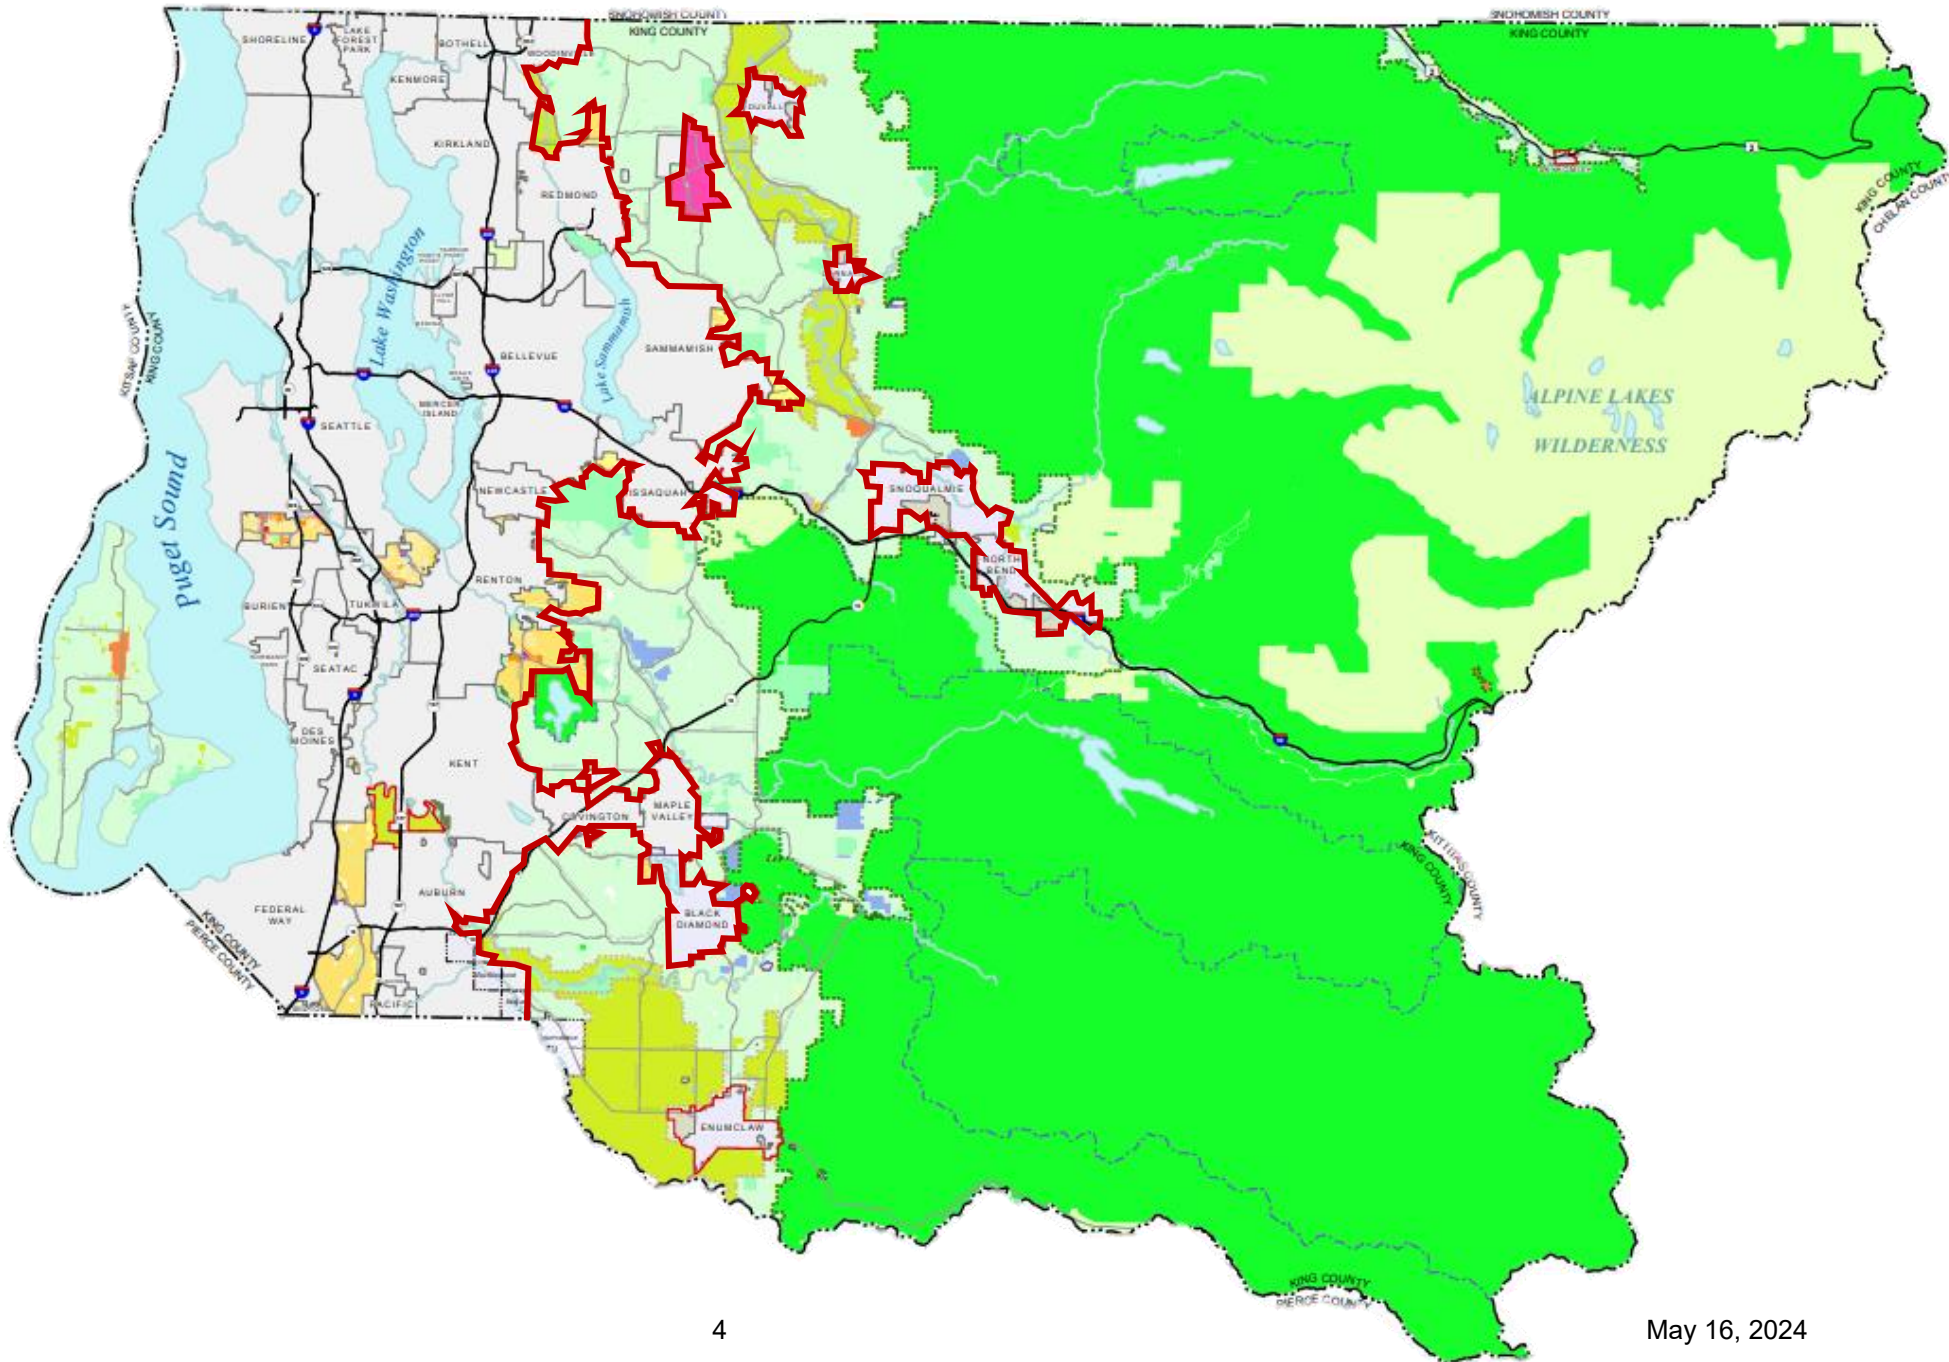 SNOHOMISH COUNTY
KING COUNTY
SNOHOMISH COUNTY
KING COUNTY
SHORELINE
LAKE
FOREST
PARK
BOTHELL
WOODINVILLE
KENMORE
DUVALL
KIRKLAND
REDMOND
KING COUNTY
CHELAN COUNTY
Lake Washington
KITSAP COUNTY
KING COUNTY
BELLEVUE
Lake Sammamish
SAMMAMISH
MERCER
ISLAND
SEATTLE
ALPINE LAKES
WILDERNESS
Puget Sound
NEWCASTLE
ISSAQUAH
SNOQUALMIE
NORTH
BEND
RENTON
BURIEN
TUKWILA
SEATAC
DES
MOINES
KENT
MAPLE
VALLEY
COVINGTON
AUBURN
FEDERAL
WAY
BLACK
DIAMOND
KITTITAS COUNTY
KING COUNTY
KING COUNTY
PIERCE COUNTY
PACIFIC
ENUMCLAW
KING COUNTY
PIERCE COUNTY
4
May 16, 2024